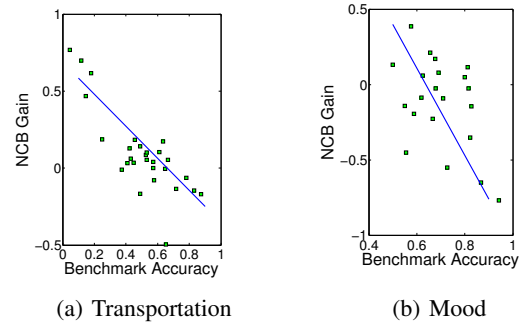 1
0.5
0
−0.5
0 0.2 0.4 0.6 0.8 1
NCB Gain
Benchmark Accuracy
(a) Transportation
0.5
0
−0.5
−1
0.4 0.6 0.8 1
NCB Gain
Benchmark Accuracy
(b) Mood